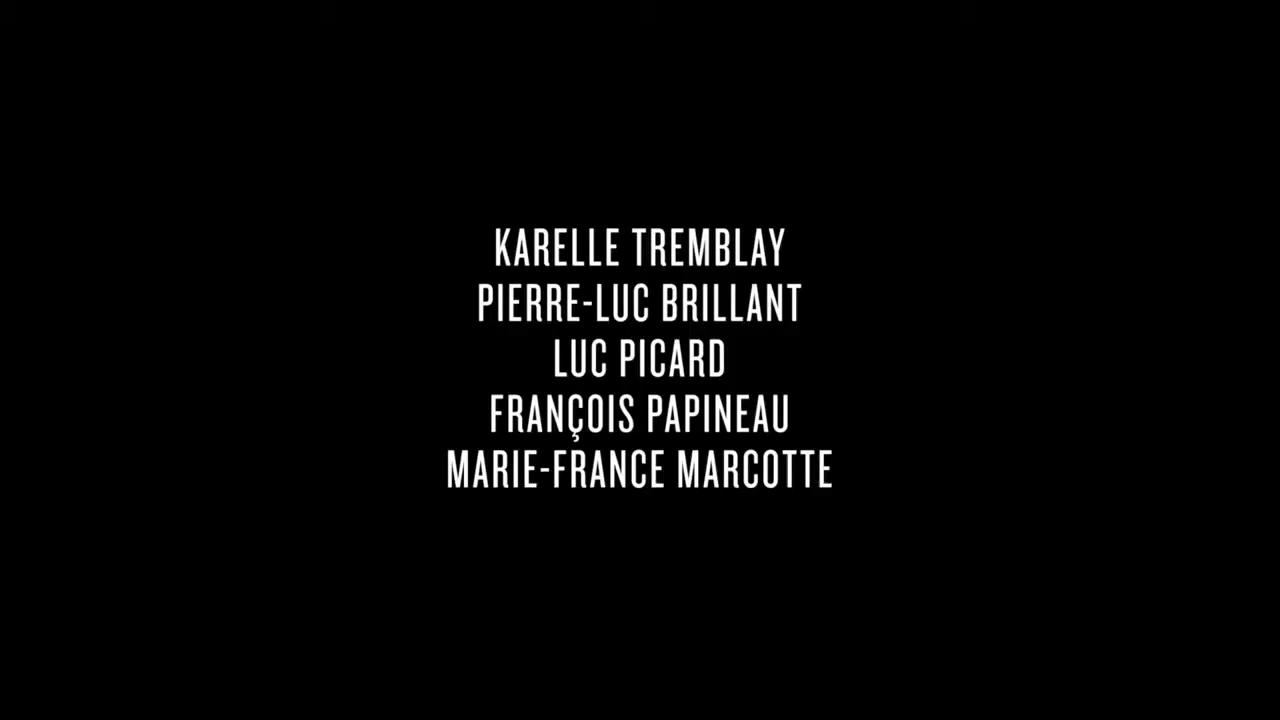 KARELLE TREMBLAY
PIERRE-LUC BRILLANT
LUC PICARD
FRANÇOIS PAPINEAU
MARIE-FRANCE MARCOTTE